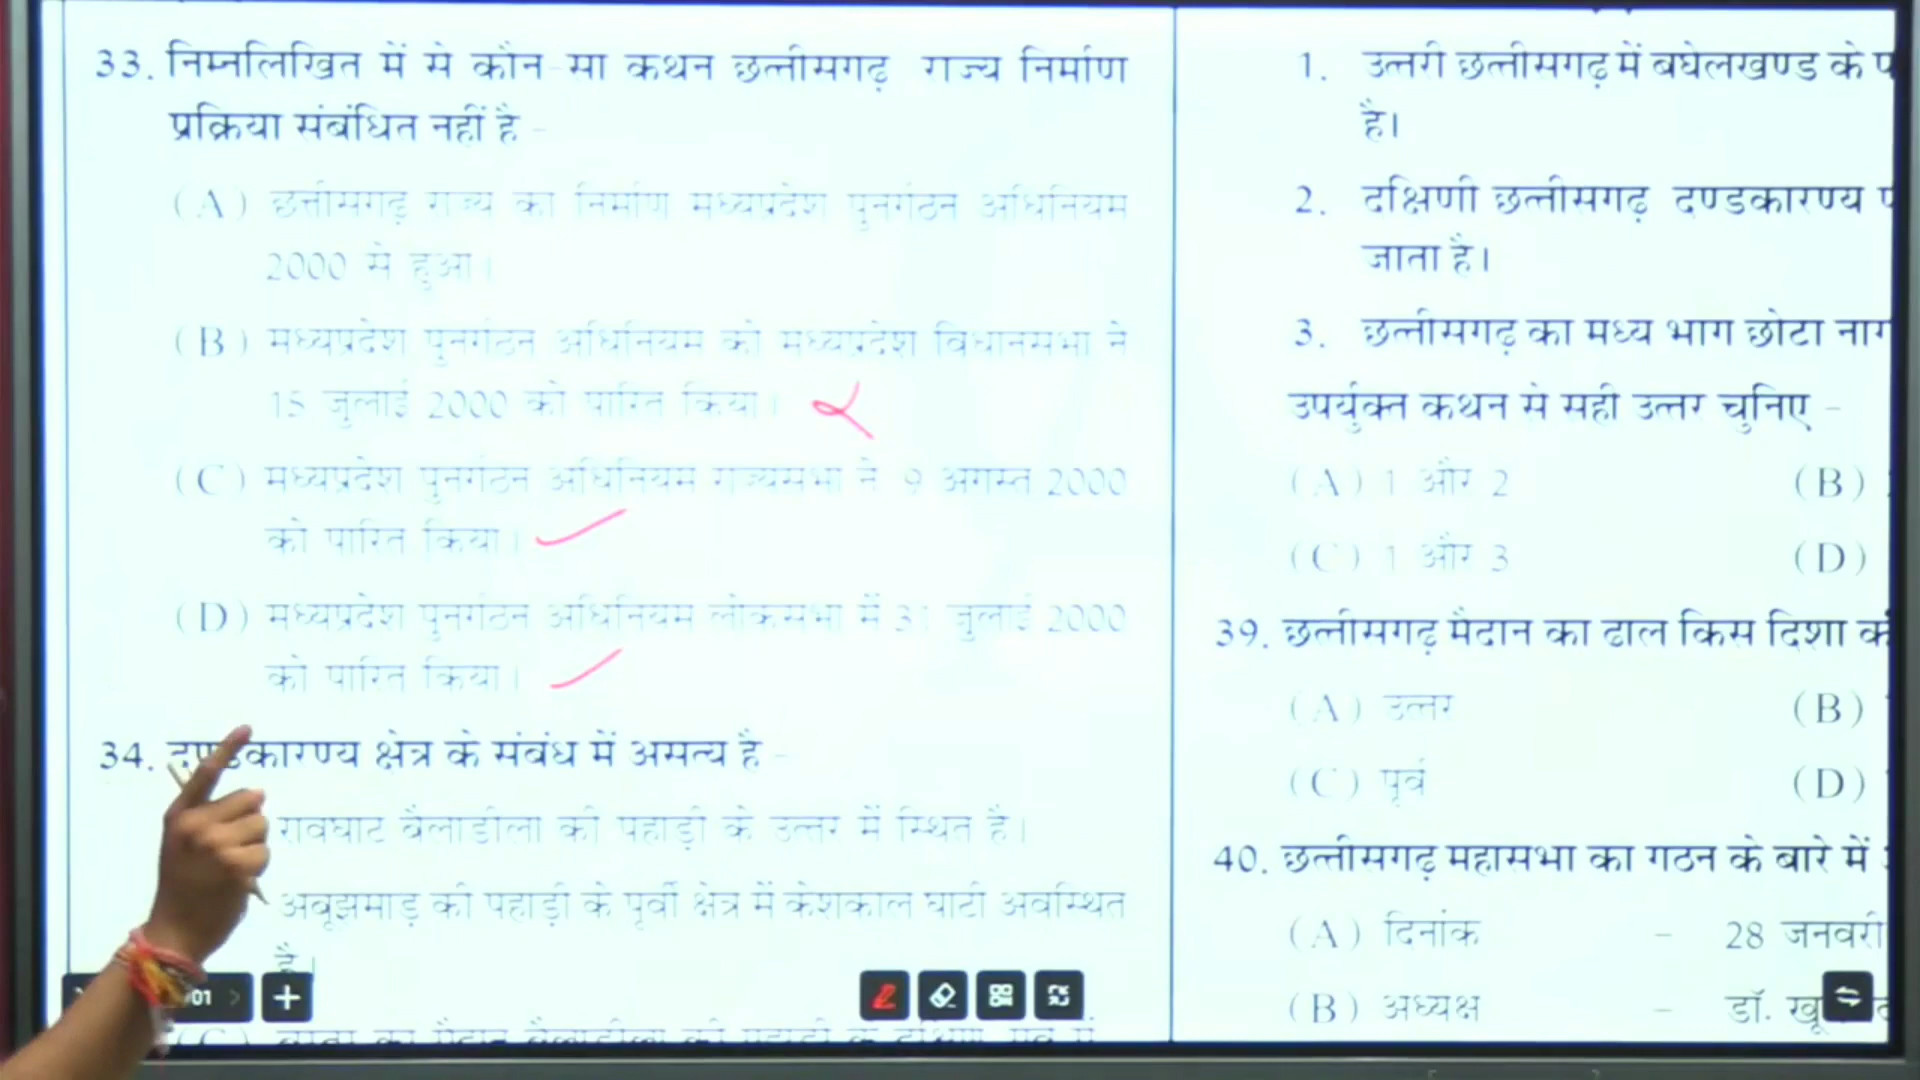 33. निम्नलिखित में से कौन-सा कथन छत्तीसगढ़ राज्य निर्माण
प्रक्रिया संबंधित नहीं है -
(A) छत्तीसगढ़ राज्य का निर्माण मध्यप्रदेश पुनर्गठन अधिनियम
2000 से हुआ।
(B) मध्यप्रदेश पुनर्गठन अधिनियम को मध्यप्रदेश विधानसभा ने
15 जुलाई 2000 को पारित किया।
(C) मध्यप्रदेश पुनर्गठन अधिनियम राज्यसभा ने 9 अगस्त 2000
को पारित किया।
(D) मध्यप्रदेश पुनर्गठन अधिनियम लोकसभा में 31 जुलाई 2000
को पारित किया।
34. दण्डकारण्य क्षेत्र के संबंध में असत्य है -
रावघाट बैलाडीला की पहाड़ी के उत्तर में स्थित है।
अबूझमाड़ की पहाड़ी के पूर्वी क्षेत्र में केशकाल घाटी अवस्थित
है।
01
1. उत्तरी छत्तीसगढ़ में बघेलखण्ड के
है।
2. दक्षिणी छत्तीसगढ़ दण्डकारण्य
जाता है।
3. छत्तीसगढ़ का मध्य भाग छोटा नाग
उपर्युक्त कथन से सही उत्तर चुनिए -
(A) 1 और 2 (B)
(C) 1 और 3 (D)
39. छत्तीसगढ़ मैदान का ढाल किस दिशा की
(A) उत्तर (B)
(C) पूर्व (D)
40. छत्तीसगढ़ महासभा का गठन के बारे में
(A) दिनांक - 28 जनवरी
(B) अध्यक्ष - डॉ. खू